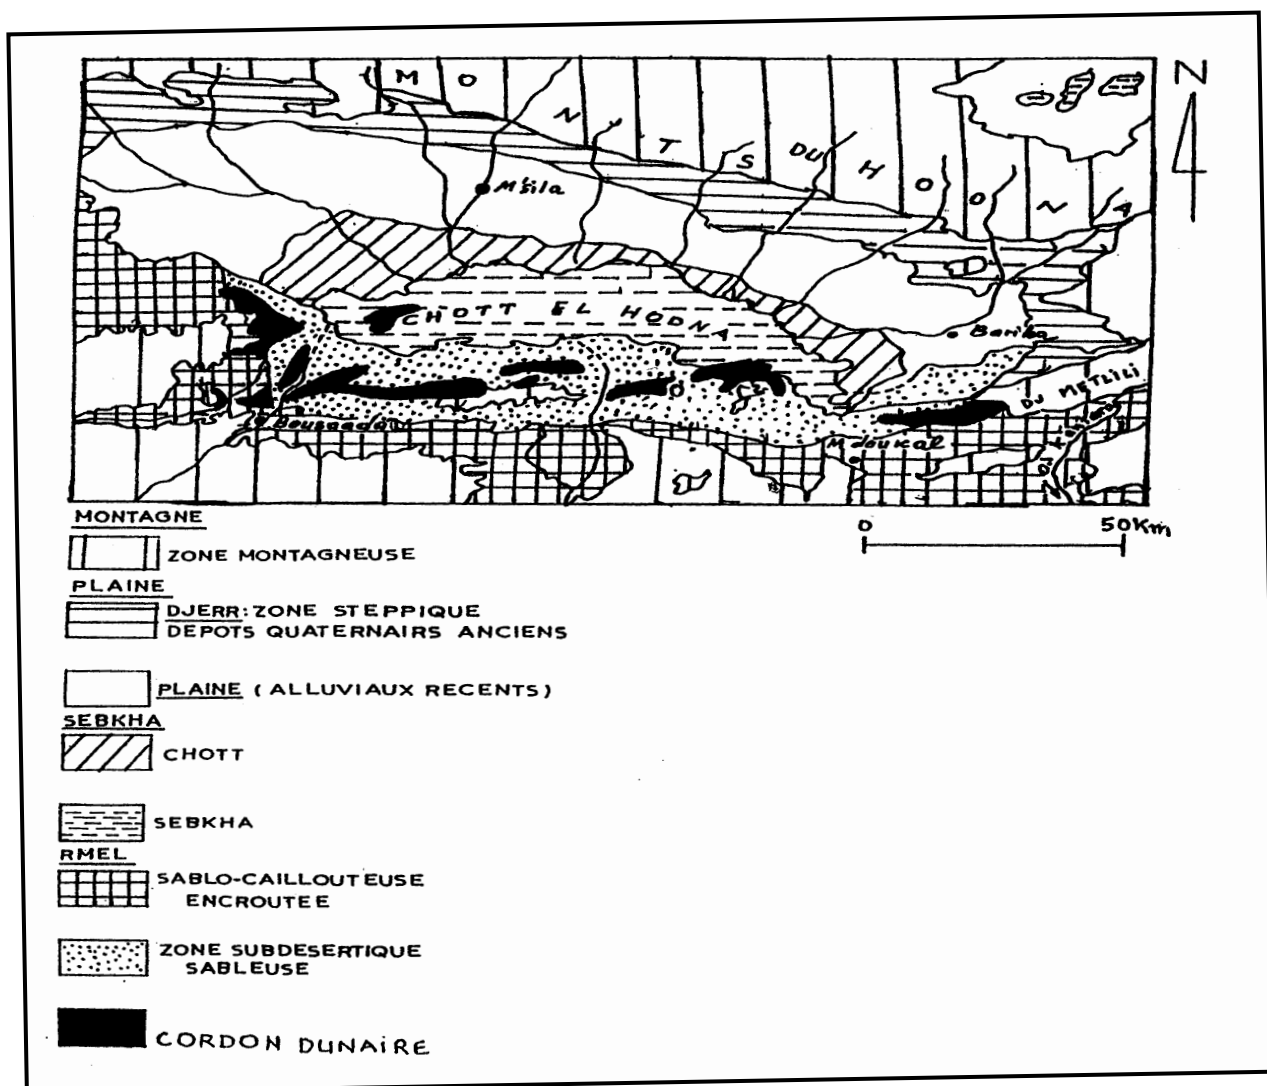 N
MONTS DU HODNA
M'sila
CHOTT EL HODNA
Barika
DJ METLILI
Bousaada
M'doukal
0 50Km
MONTAGNE
ZONE MONTAGNEUSE
PLAINE
DJERR: ZONE STEPPIQUE
DEPOTS QUATERNAIRS ANCIENS
PLAINE (ALLUVIAUX RECENTS)
SEBKHA
CHOTT
SEBKHA
RMEL
SABLO-CAILLOUTEUSE
ENCROUTEE
ZONE SUBDESERTIQUE
SABLEUSE
CORDON DUNAIRE